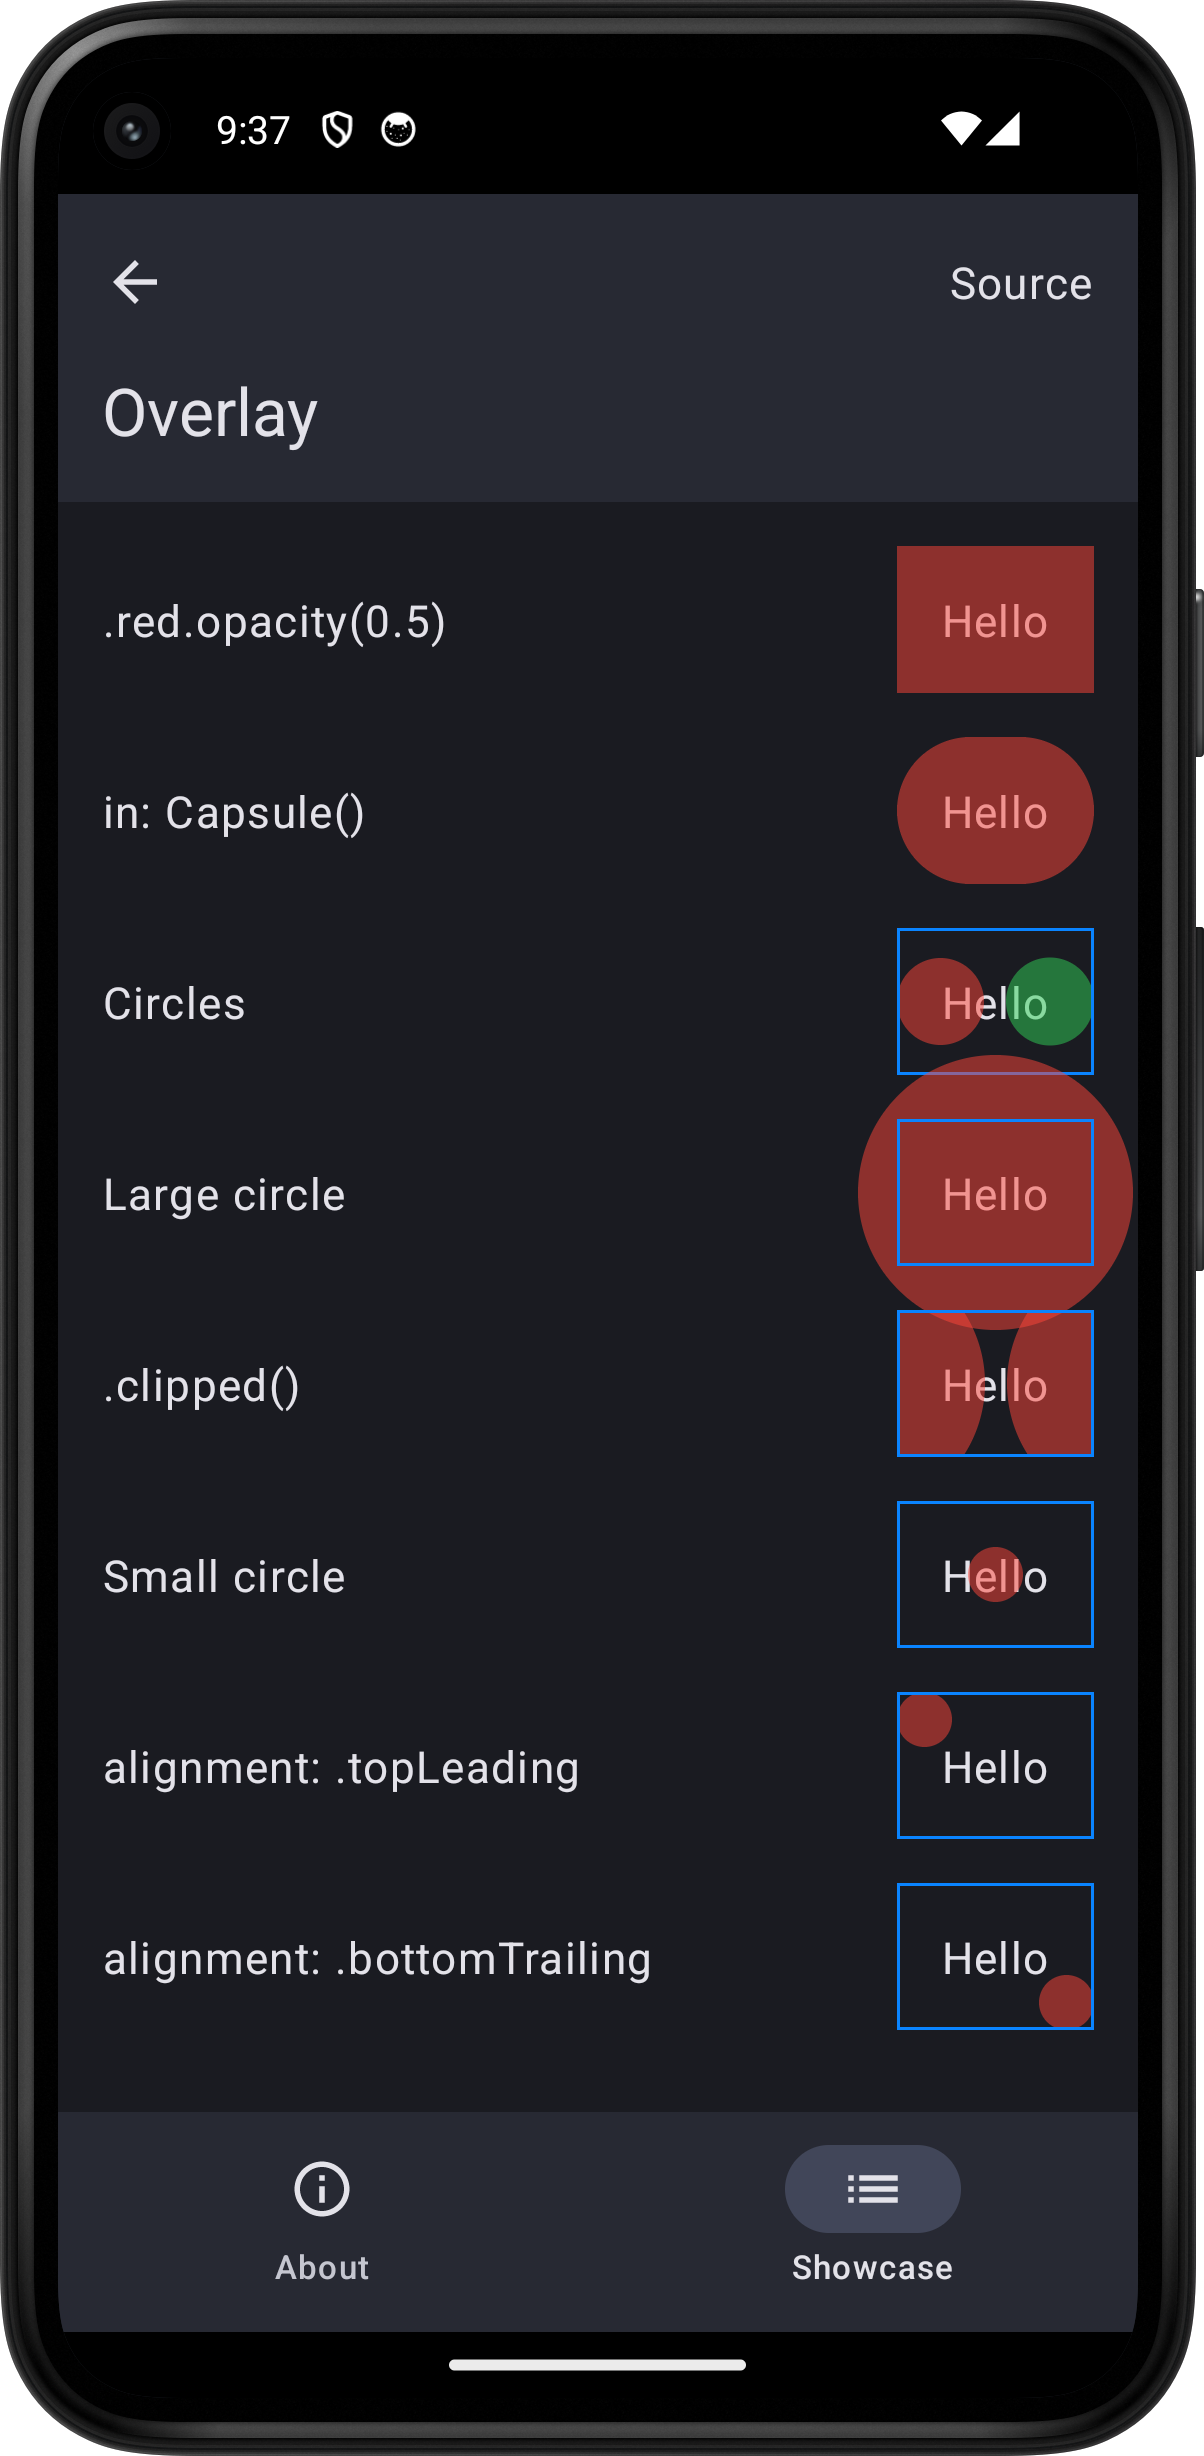 9:37
Source
Overlay
.red.opacity(0.5)
Hello
in: Capsule()
Hello
Circles
Hello
Large circle
Hello
.clipped()
Hello
Small circle
Hello
alignment: .topLeading
Hello
alignment: .bottomTrailing
Hello
About
Showcase